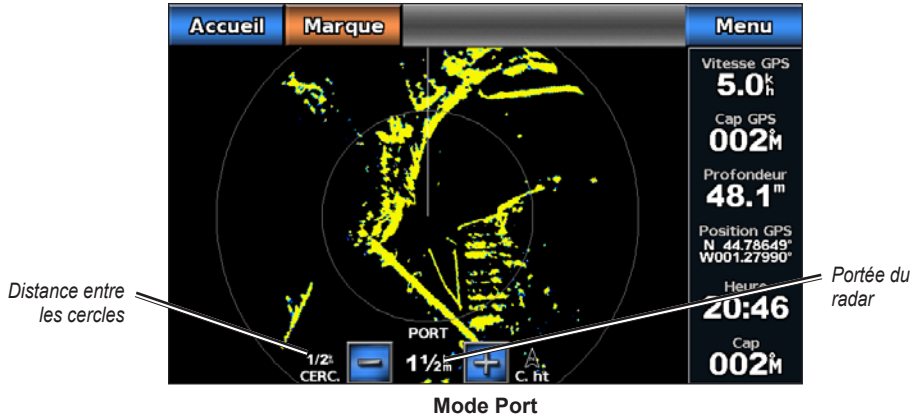 Accueil
Marque
Menu
Vitesse GPS
5.0kh
Cap GPS
002°M
Profondeur
48.1m
Position GPS
N 44.78649°
W001.27990°
Heure
20:46
Cap
002°M
Distance entre
les cercles
Portée du
radar
PORT
1/2
CERC.
1½
C. ht
Mode Port